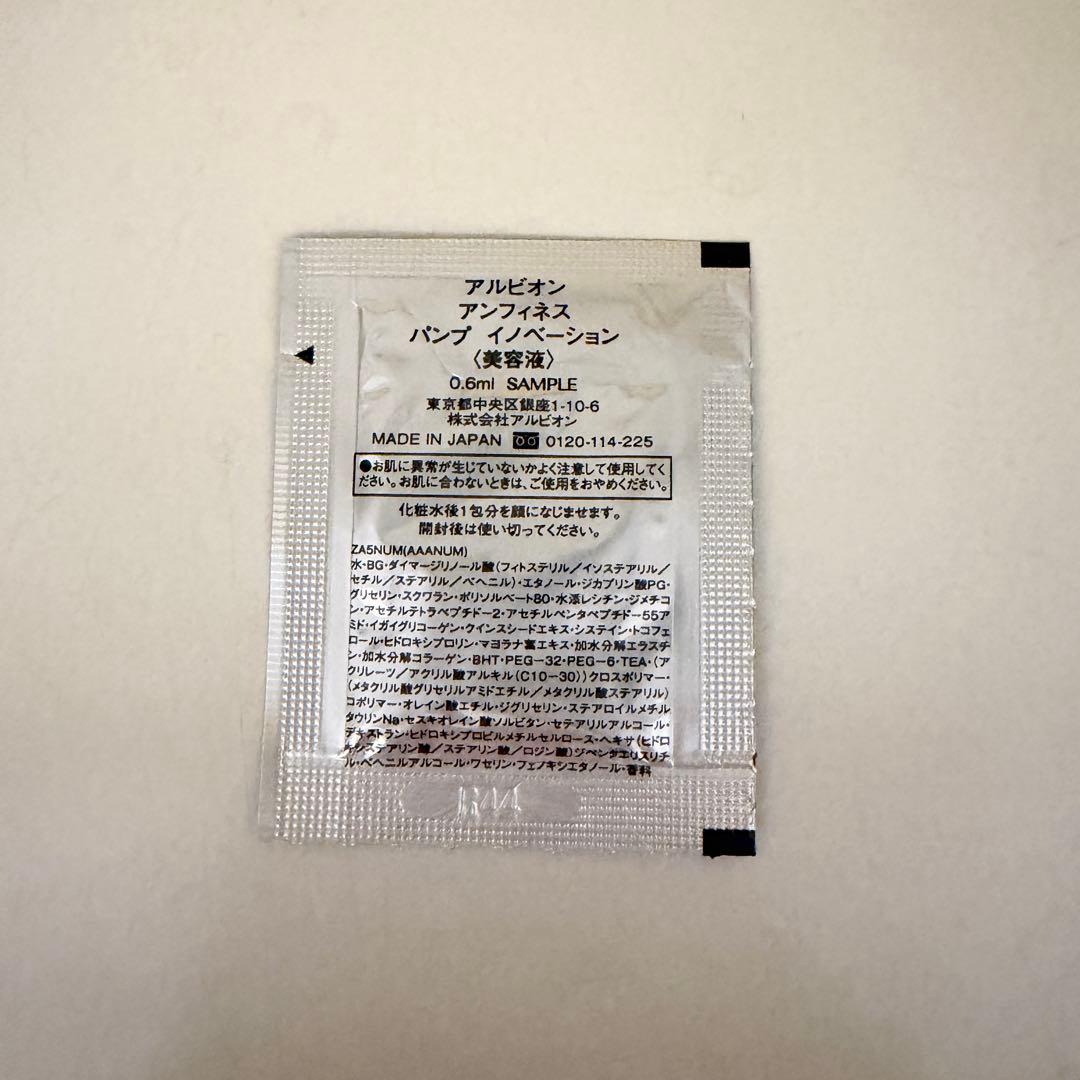 アルビオン
アンフィネス
パンプ イノベーション
〈美容液〉
0.6ml SAMPLE
東京都中央区銀座1-10-6
株式会社アルビオン
MADE IN JAPAN 0120-114-225
●お肌に異常が生じていないかよく注意して使用してく
ださい。お肌に合わないときは、ご使用をおやめください。
化粧水後1包分を顔になじませます。
開封後は使い切ってください。
ZA5NUM(AAANUM)
水・BG・ダイマージリノール酸(フィトステリル/イソステアリル/
セチル/ステアリル/ベヘニル)・エタノール・ジカプリン酸PG・
グリセリン・スクワラン・ポリソルベート80・水添レシチン・ジメチコ
ン・アセチルテトラペプチド-2・アセチルペンタペプチド-55ア
ミド・イガイグリコーゲン・クインスシードエキス・システイン・トコフェ
ロール・ヒドロキシプロリン・マヨラナ葉エキス・加水分解エラスチ
ン・加水分解コラーゲン・BHT・PEG-32・PEG-6・TEA・(ア
クリレーツ/アクリル酸アルキル(C10-30))クロスポリマー・
(メタクリル酸グリセリルアミドエチル/メタクリル酸ステアリル)
コポリマー・オレイン酸エチル・ジグリセリン・ステアロイルメチル
タウリンNa・セスキオレイン酸ソルビタン・セテアリルアルコール・
デキストラン・ヒドロキシプロピルメチルセルロース・ヘキサ(ヒドロ
キシステアリン酸/ステアリン酸/ロジン酸)ジペンタエリスリチ
ル・ベヘニルアルコール・ワセリン・フェノキシエタノール・香料